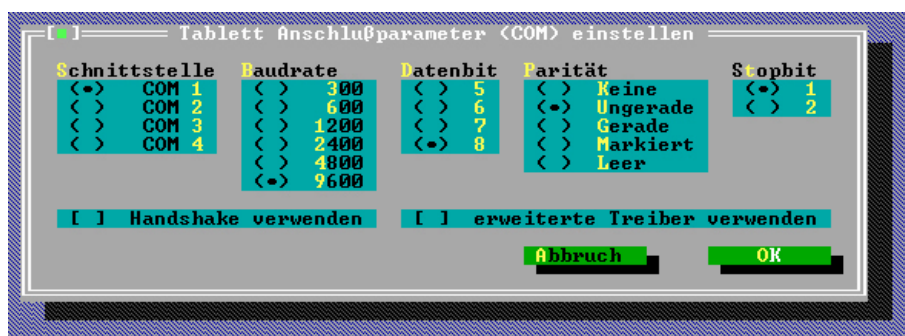 [■] Tablett Anschlußparameter (COM) einstellen
Schnittstelle Baudrate Datenbit Parität Stopbit
(•) COM 1 ( ) 300 ( ) 5 ( ) Keine (•) 1
( ) COM 2 ( ) 600 ( ) 6 (•) Ungerade ( ) 2
( ) COM 3 ( ) 1200 ( ) 7 ( ) Gerade
( ) COM 4 ( ) 2400 (•) 8 ( ) Markiert
( ) 4800 ( ) Leer
(•) 9600
[ ] Handshake verwenden [ ] erweiterte Treiber verwenden
Abbruch OK